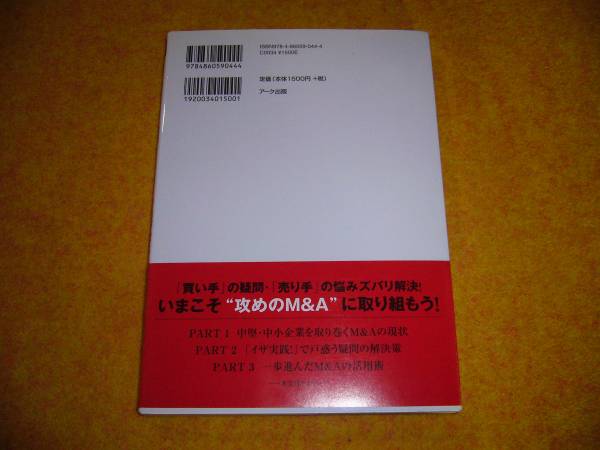 9784860590444
1920034015001
ISBN978-4-86059-044-4
C0034 ¥1500E
定価（本体1500円+税）
アーク出版
「買い手」の疑問・「売り手」の悩みズバリ解決！
いまこそ“攻めのM&A”に取り組もう！
PART 1 中堅・中小企業を取り巻くM&Aの現状
PART 2 「イザ実践！」で戸惑う疑問の解決策
PART 3 一歩進んだM&Aの活用術